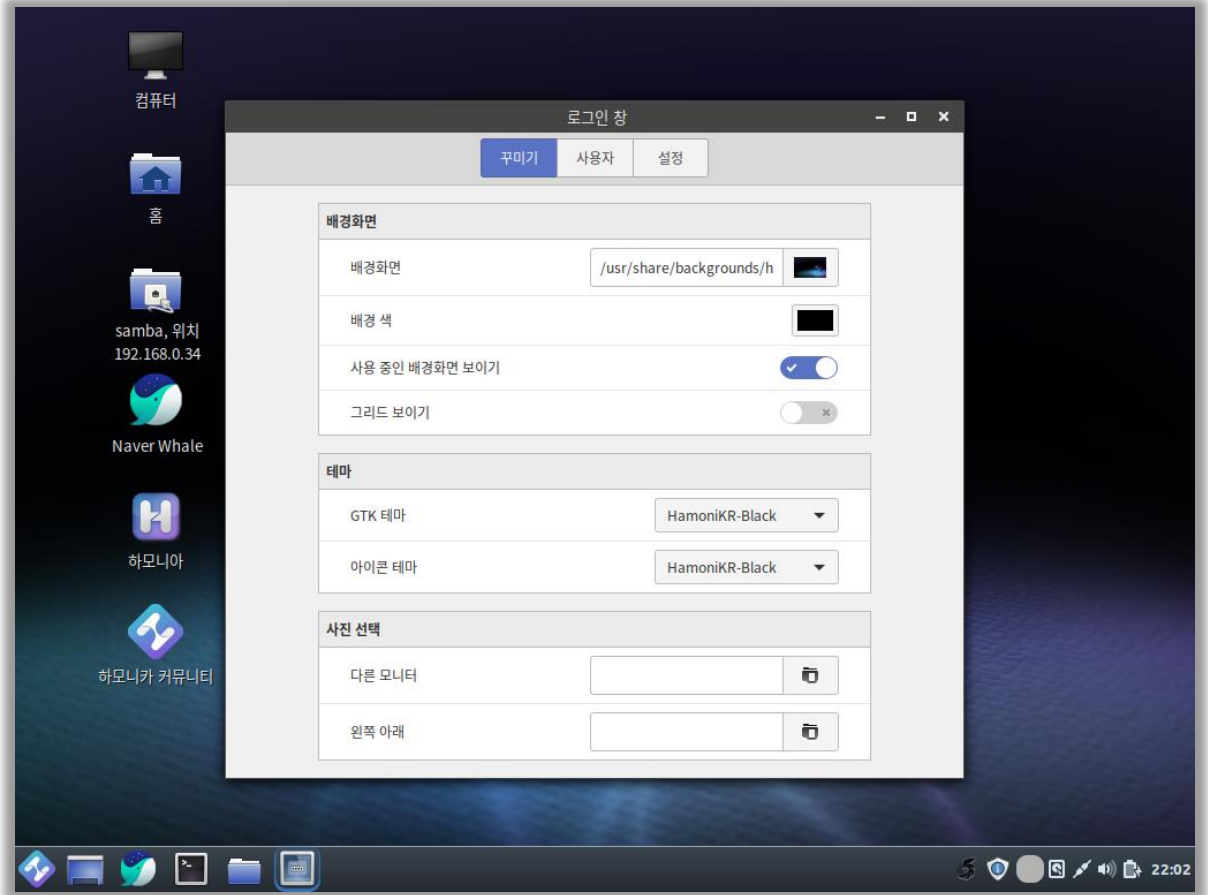 컴퓨터
홈
samba, 위치
192.168.0.34
Naver Whale
하모니아
하모니카 커뮤니티
로그인 창
꾸미기
사용자
설정
배경화면
배경화면
/usr/share/backgrounds/h
배경 색
사용 중인 배경화면 보이기
그리드 보이기
테마
GTK 테마
HamoniKR-Black
아이콘 테마
HamoniKR-Black
사진 선택
다른 모니터
왼쪽 아래
22:02